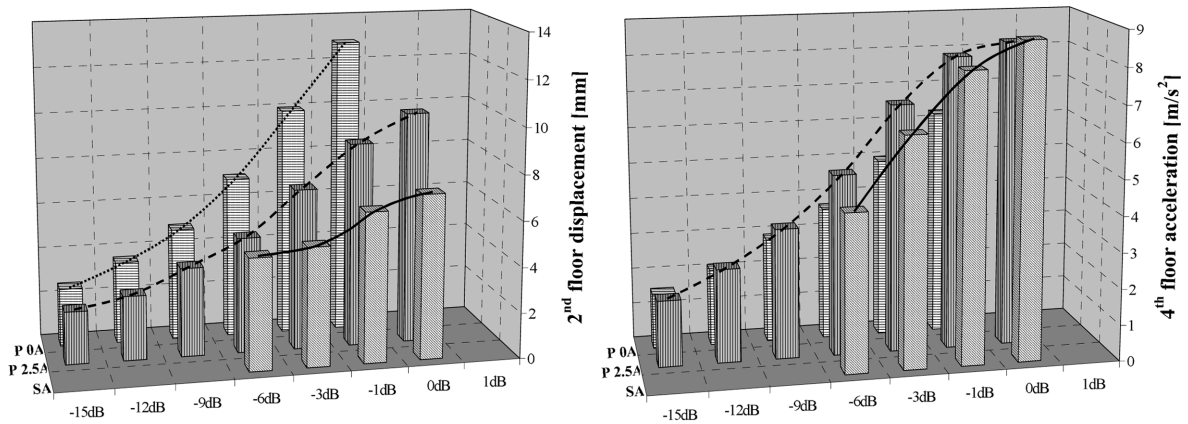 14
12
10
8
6
4
2
0
2nd floor displacement [mm]
P 0A
P 2.5A
SA
-15dB
-12dB
-9dB
-6dB
-3dB
-1dB
0dB
1dB
9
8
7
6
5
4
3
2
1
0
4th floor acceleration [m/s2]
P 0A
P 2.5A
SA
-15dB
-12dB
-9dB
-6dB
-3dB
-1dB
0dB
1dB